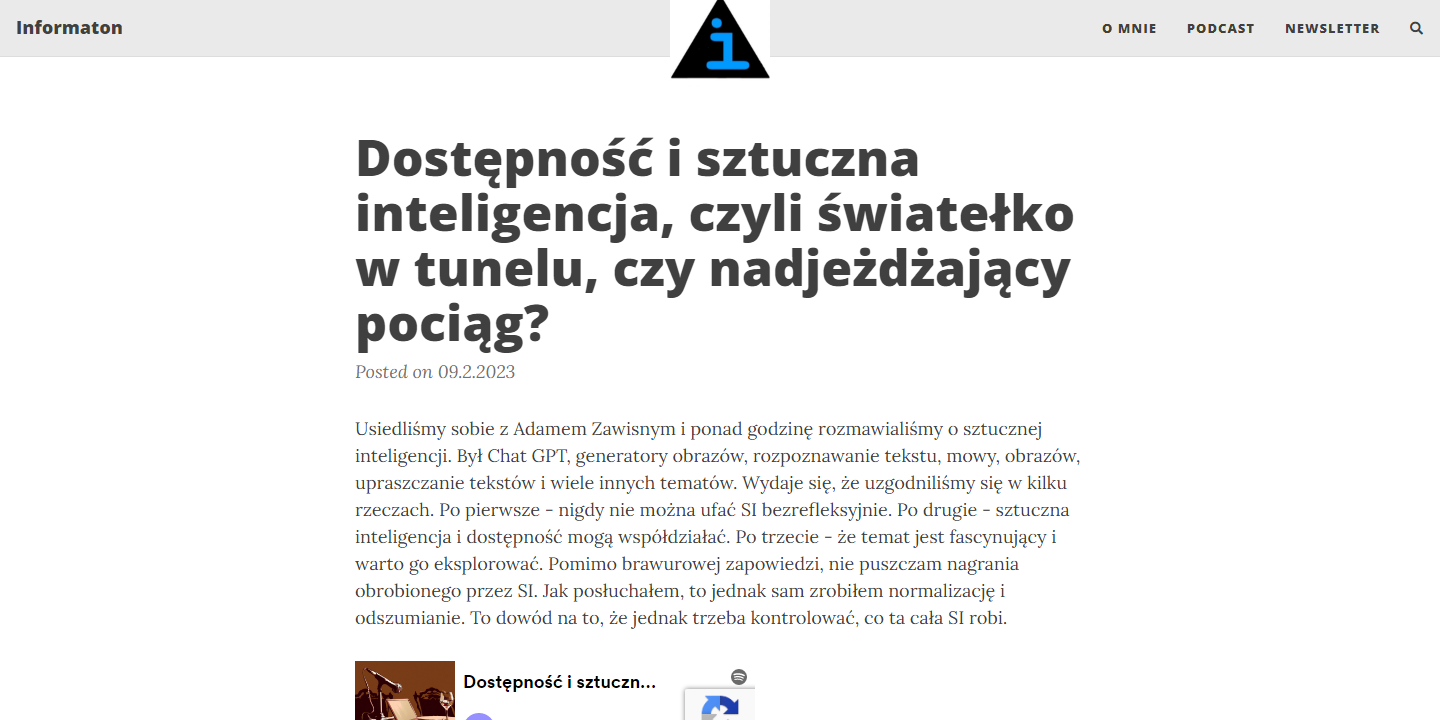 Informaton
i
O MNIE
PODCAST
NEWSLETTER
Dostępność i sztuczna
inteligencja, czyli światełko
w tunelu, czy nadjeżdżający
pociąg?
Posted on 09.2.2023
Usiedliśmy sobie z Adamem Zawisnym i ponad godzinę rozmawialiśmy o sztucznej
inteligencji. Był Chat GPT, generatory obrazów, rozpoznawanie tekstu, mowy, obrazów,
upraszczanie tekstów i wiele innych tematów. Wydaje się, że uzgodniliśmy się w kilku
rzeczach. Po pierwsze - nigdy nie można ufać SI bezrefleksyjnie. Po drugie - sztuczna
inteligencja i dostępność mogą współdziałać. Po trzecie - że temat jest fascynujący i
warto go eksplorować. Pomimo brawurowej zapowiedzi, nie puszczam nagrania
obrobionego przez SI. Jak posłuchałem, to jednak sam zrobiłem normalizację i
odszumianie. To dowód na to, że jednak trzeba kontrolować, co ta cała SI robi.
Dostępność i sztuczn...